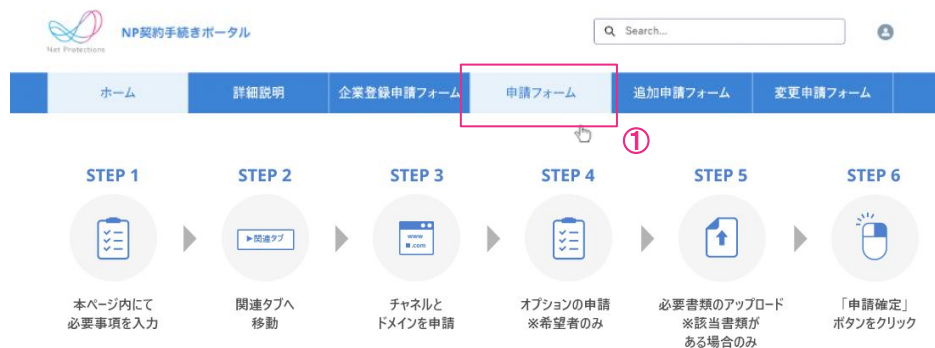 Net Protections
NP契約手続きポータル
Search...
ホーム
詳細説明
企業登録申請フォーム
申請フォーム
追加申請フォーム
変更申請フォーム
①
STEP 1
STEP 2
STEP 3
STEP 4
STEP 5
STEP 6
▶関連タブ
www
.com
本ページ内にて
必要事項を入力
関連タブへ
移動
チャネルと
ドメインを申請
オプションの申請
※希望者のみ
必要書類のアップロード
※該当書類が
ある場合のみ
「申請確定」
ボタンをクリック